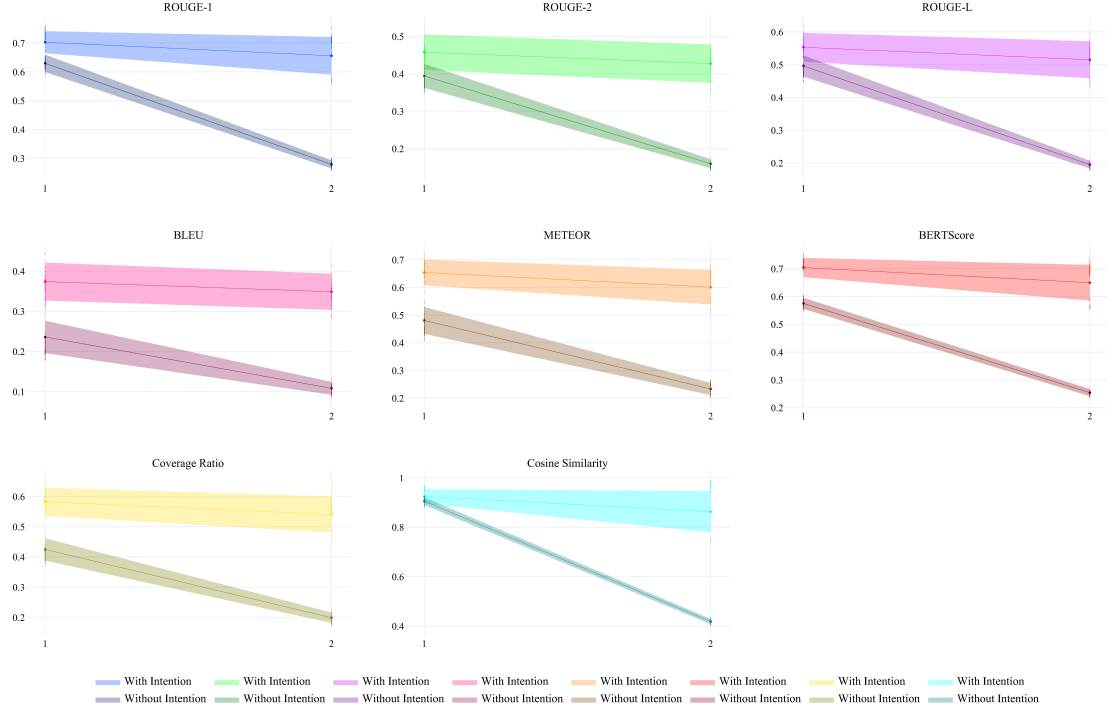 ROUGE-1 ROUGE-2 ROUGE-L
0.7 0.5 0.6
0.6 0.4 0.5
0.5 0.3 0.4
0.4 0.2 0.3
0.3 0.2
1 2 1 2 1 2
BLEU METEOR BERTScore
0.4 0.7 0.7
0.3 0.6 0.6
0.2 0.5 0.5
0.1 0.4 0.4
0.3 0.3
0.2 0.2
1 2 1 2 1 2
Coverage Ratio Cosine Similarity
0.6 1
0.5 0.8
0.4 0.6
0.3 0.4
0.2
1 2 1 2
With Intention With Intention With Intention With Intention With Intention With Intention With Intention With Intention
Without Intention Without Intention Without Intention Without Intention Without Intention Without Intention Without Intention Without Intention